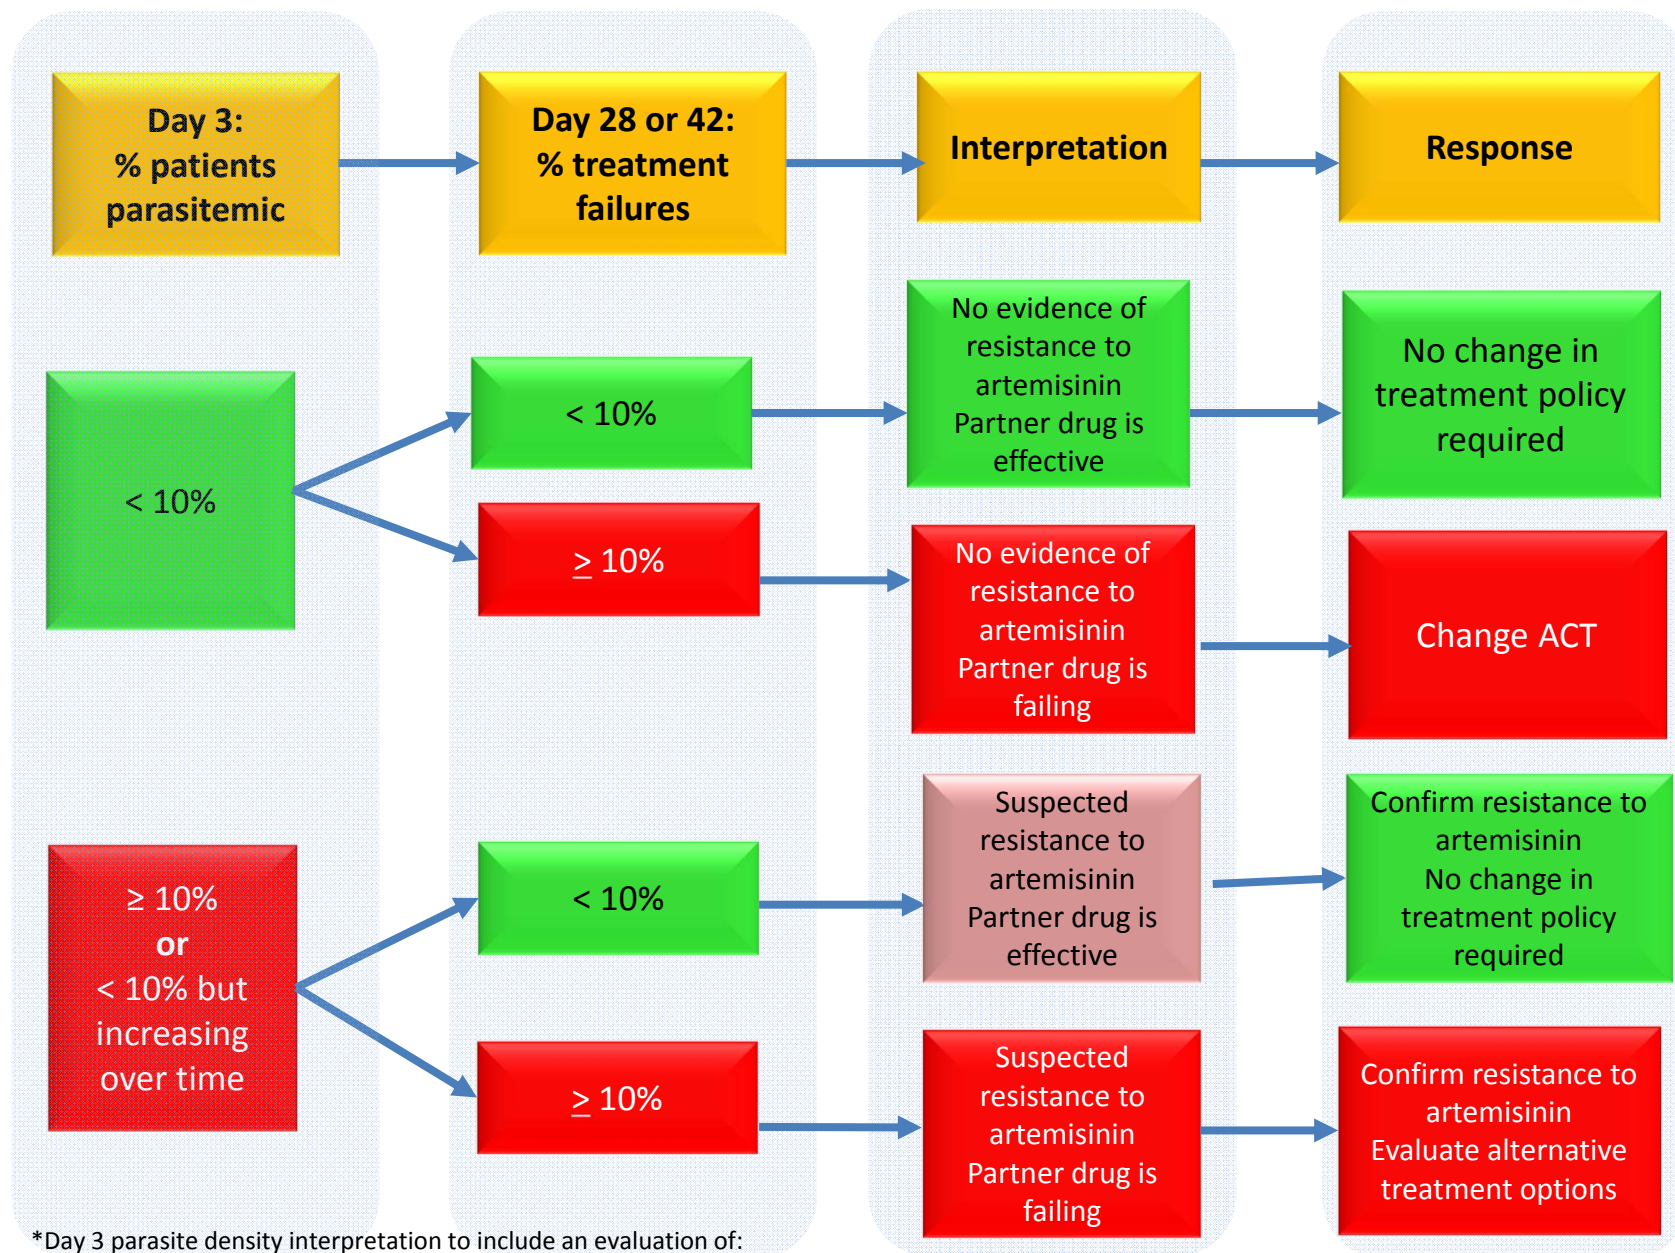 Day 3:
% patients
parasitemic
Day 28 or 42:
% treatment
failures
Interpretation
Response
< 10%
< 10%
No evidence of
resistance to
artemisinin
Partner drug is
effective
No change in
treatment policy
required
≥ 10%
No evidence of
resistance to
artemisinin
Partner drug is
failing
Change ACT
≥ 10%
or
< 10% but
increasing
over time
< 10%
Suspected
resistance to
artemisinin
Partner drug is
effective
Confirm resistance to
artemisinin
No change in
treatment policy
required
≥ 10%
Suspected
resistance to
artemisinin
Partner drug is
failing
Confirm resistance to
artemisinin
Evaluate alternative
treatment options
*Day 3 parasite density interpretation to include an evaluation of: